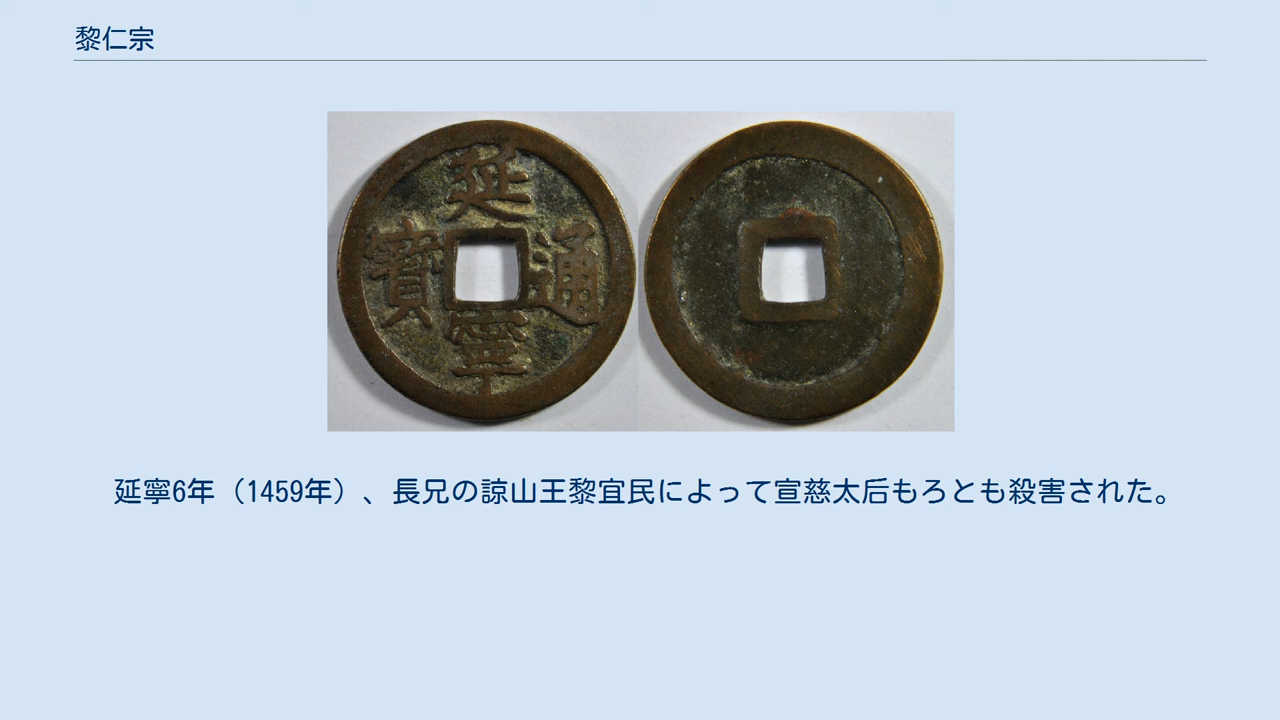 黎仁宗
延寧通寳
延寧6年（1459年）、長兄の諒山王黎宜民によって宣慈太后もろとも殺害された。